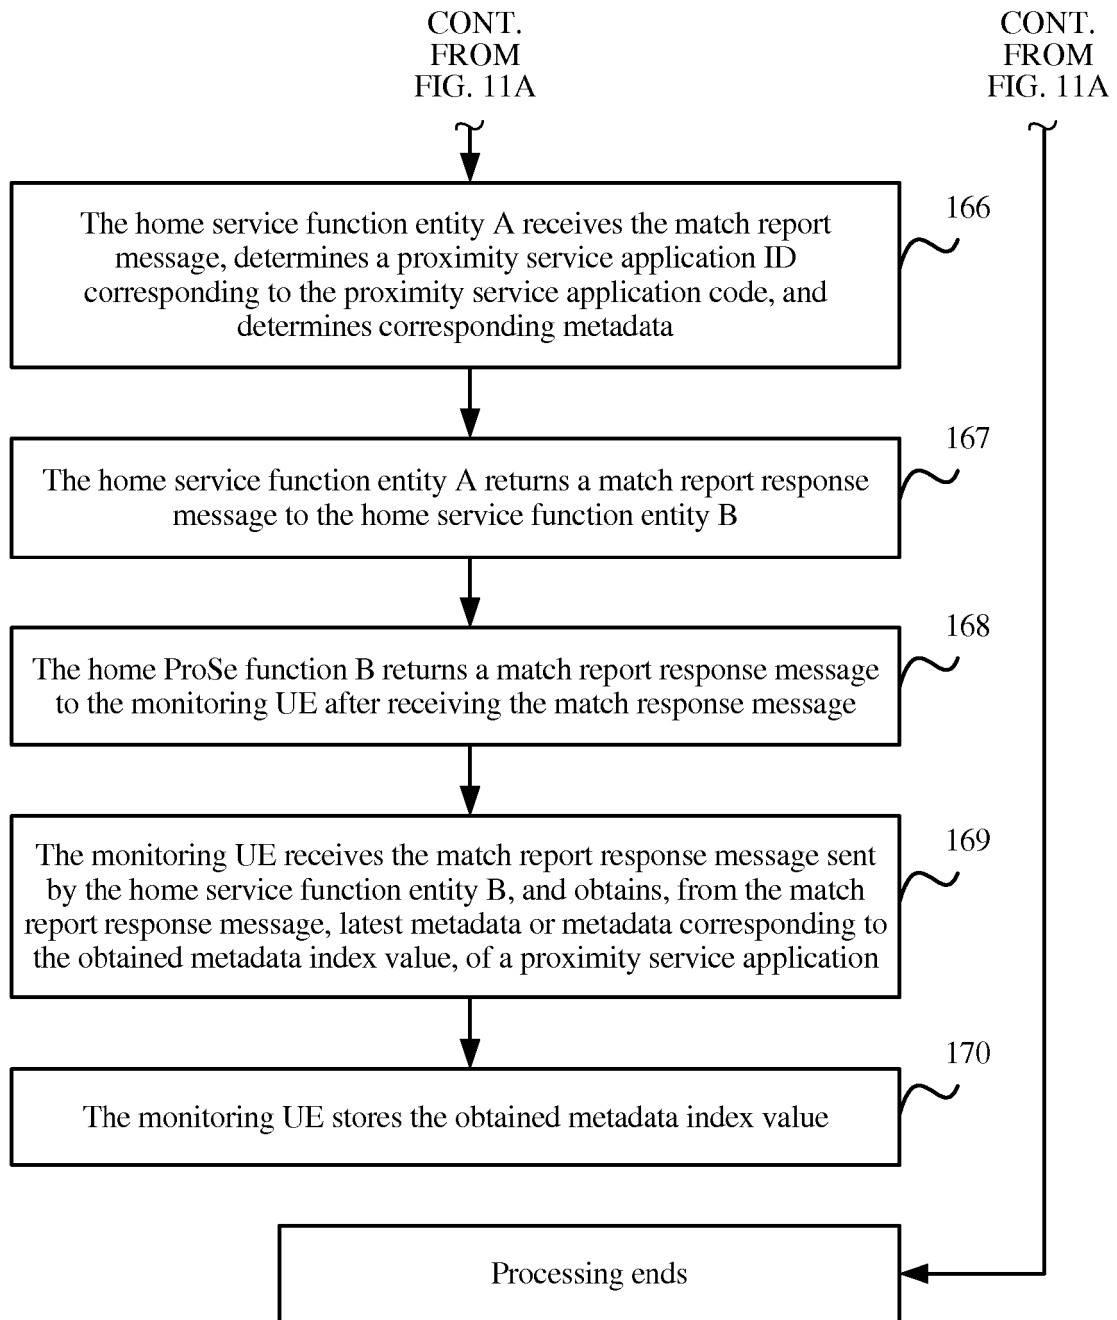 CONT.
FROM
FIG. 11A
CONT.
FROM
FIG. 11A
The home service function entity A receives the match report
message, determines a proximity service application ID
corresponding to the proximity service application code, and
determines corresponding metadata
166
The home service function entity A returns a match report response
message to the home service function entity B
167
The home ProSe function B returns a match report response message
to the monitoring UE after receiving the match response message
168
The monitoring UE receives the match report response message sent
by the home service function entity B, and obtains, from the match
report response message, latest metadata or metadata corresponding to
the obtained metadata index value, of a proximity service application
169
The monitoring UE stores the obtained metadata index value
170
Processing ends